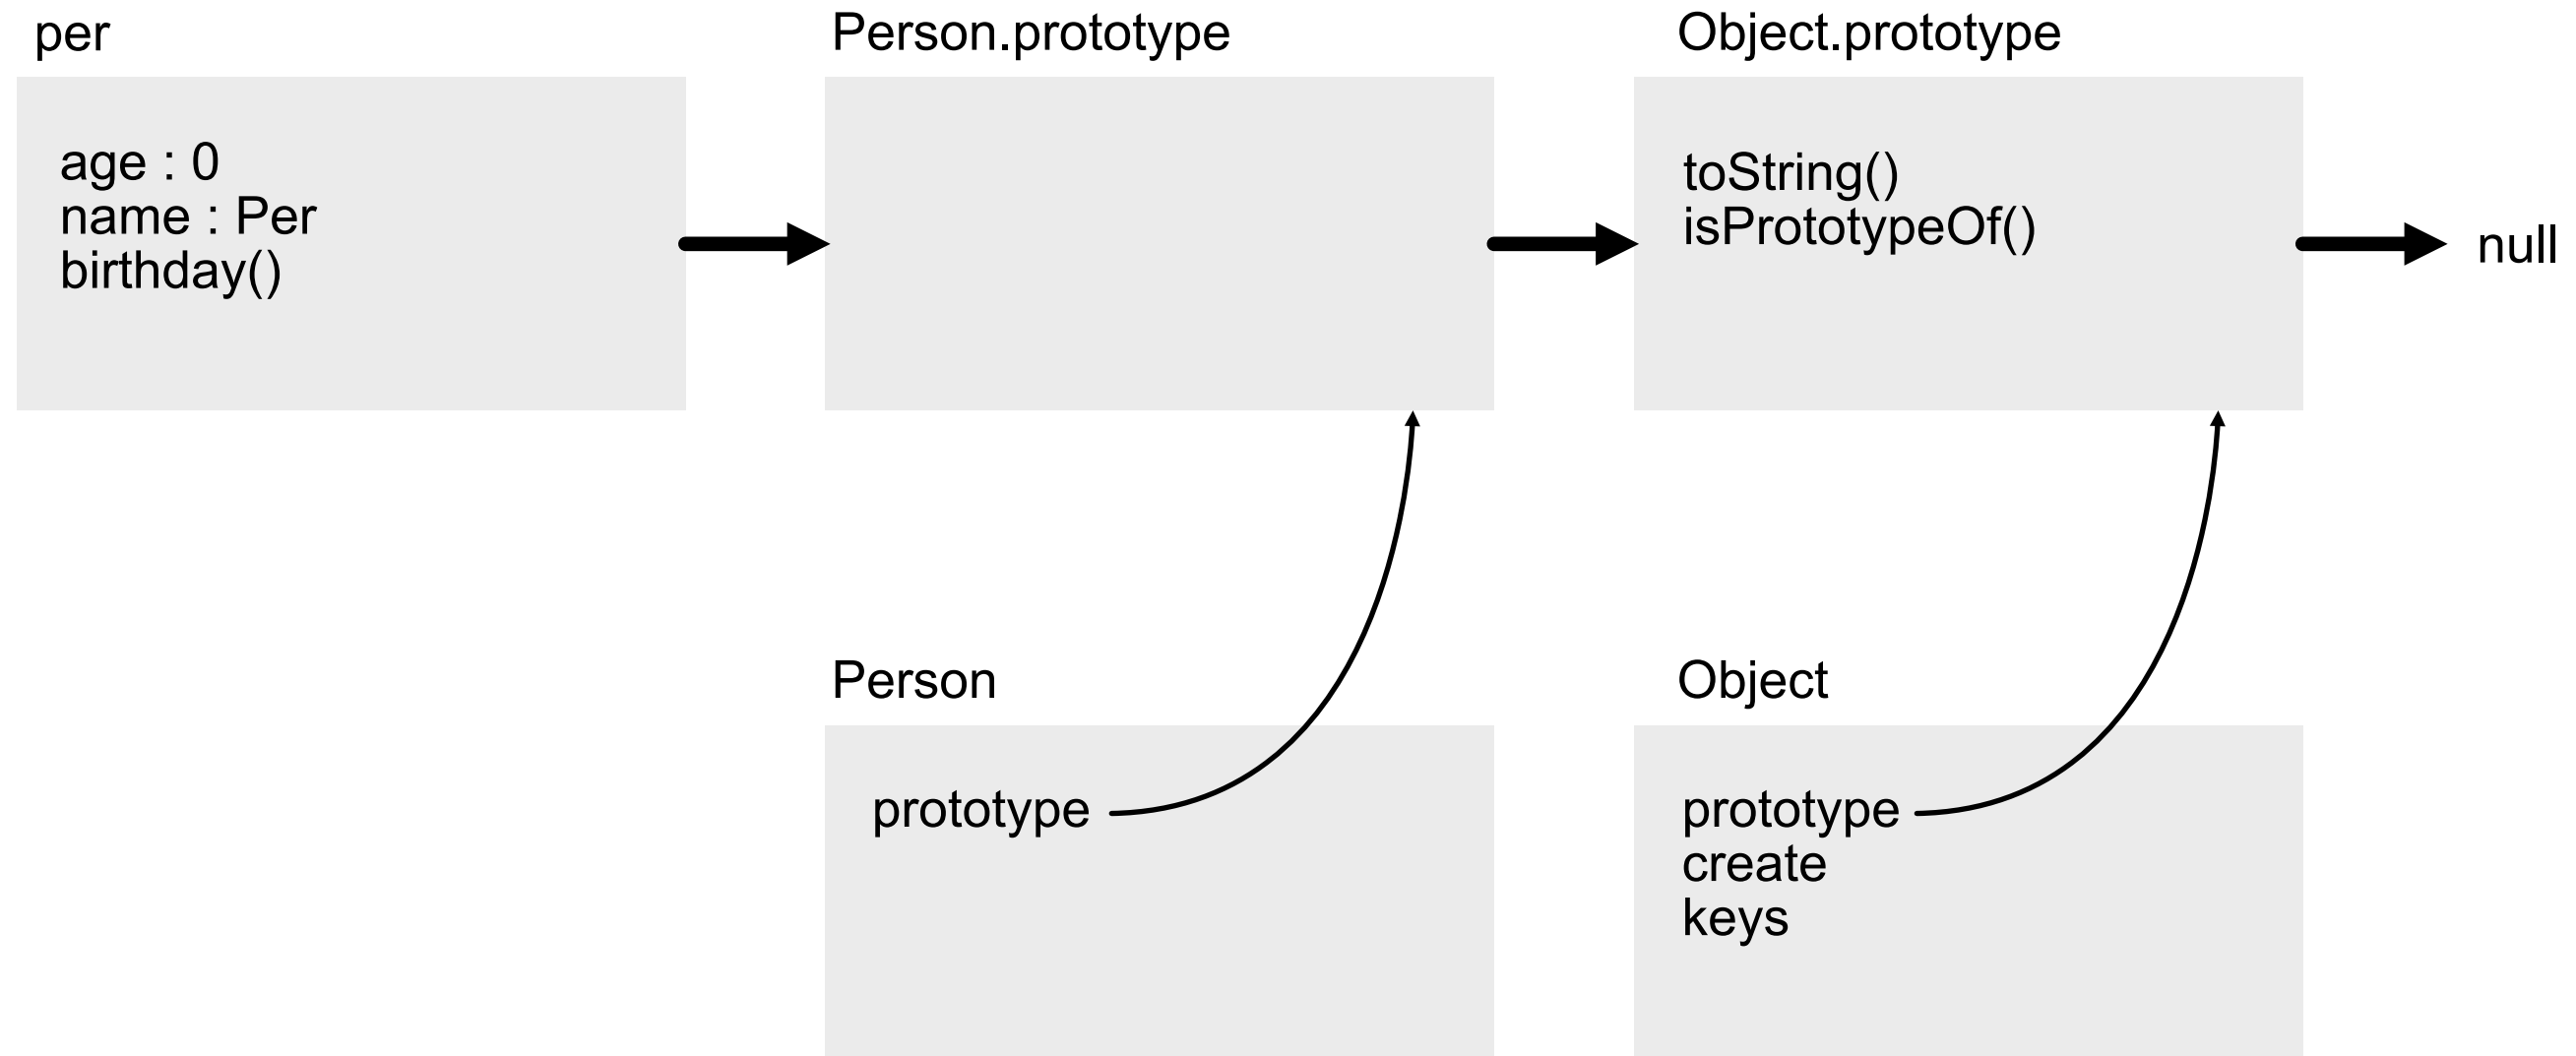 per
age : 0
name : Per
birthday()
Person.prototype
Object.prototype
toString()
isPrototypeOf()
null
Person
prototype
Object
prototype
create
keys